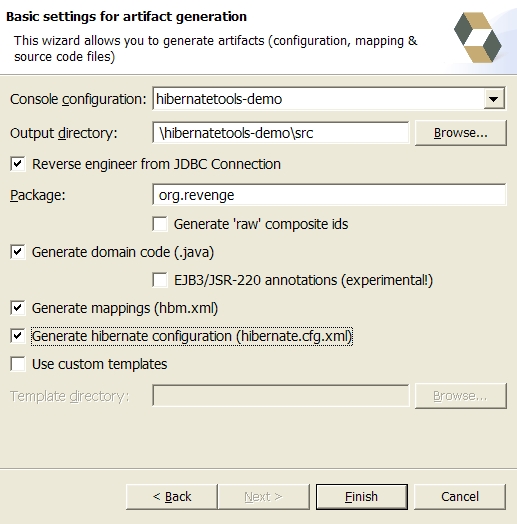 Basic settings for artifact generation
This wizard allows you to generate artifacts (configuration, mapping &
source code files)
Console configuration: hibernatetools-demo
Output directory: \hibernatetools-demo\src Browse...
Reverse engineer from JDBC Connection
Package: org.revenge
Generate 'raw' composite ids
Generate domain code (.java)
EJB3/JSR-220 annotations (experimental!)
Generate mappings (hbm.xml)
Generate hibernate configuration (hibernate.cfg.xml)
Use custom templates
Template directory: Browse...
< Back Next > Finish Cancel